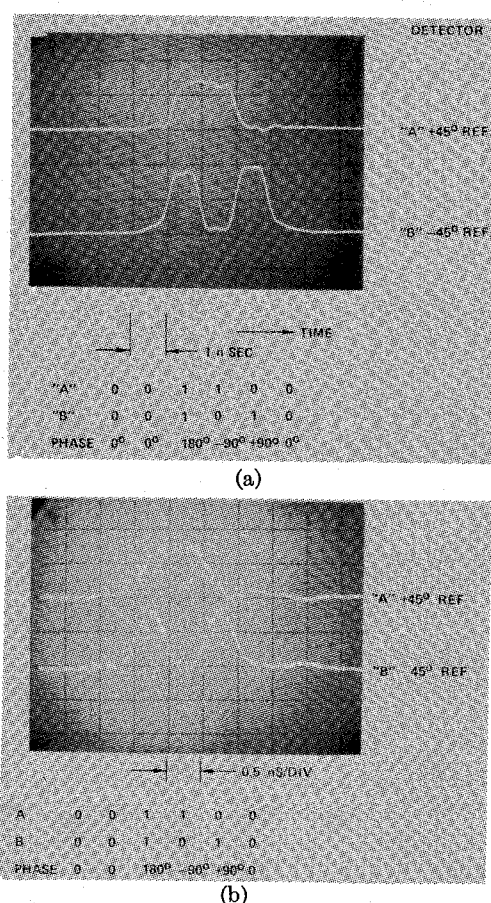 DETECTOR
"A" +45° REF
"B" −45° REF
TIME
1 n SEC
"A" 0 0 1 1 0 0
"B" 0 0 1 0 1 0
PHASE 0° 0° 180° −90° +90° 0°
(a)
"A" +45° REF
"B" − 45° REF
0.5 nS/DIV
A 0 0 1 1 0 0
B 0 0 1 0 1 0
PHASE 0 0 180° −90° +90° 0
(b)